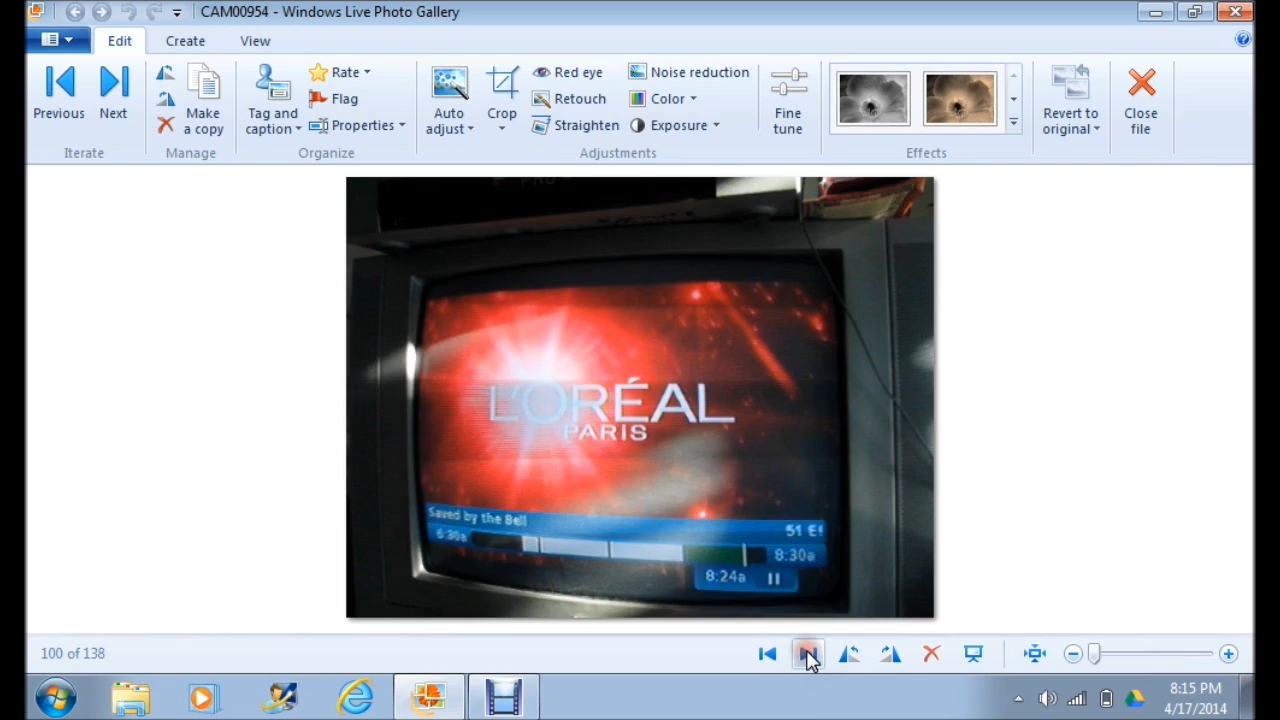 CAM00954 - Windows Live Photo Gallery
Edit
Create
View
Previous
Next
Iterate
Make
a copy
Manage
Tag and
caption
Rate
Flag
Properties
Organize
Auto
adjust
Crop
Red eye
Retouch
Straighten
Noise reduction
Color
Exposure
Adjustments
Fine
tune
Effects
Revert to
original
Close
file
L'ORÉAL
PARIS
Saved by the Bell
51 E!
6:30a
8:30a
8:24a
100 of 138
8:15 PM
4/17/2014